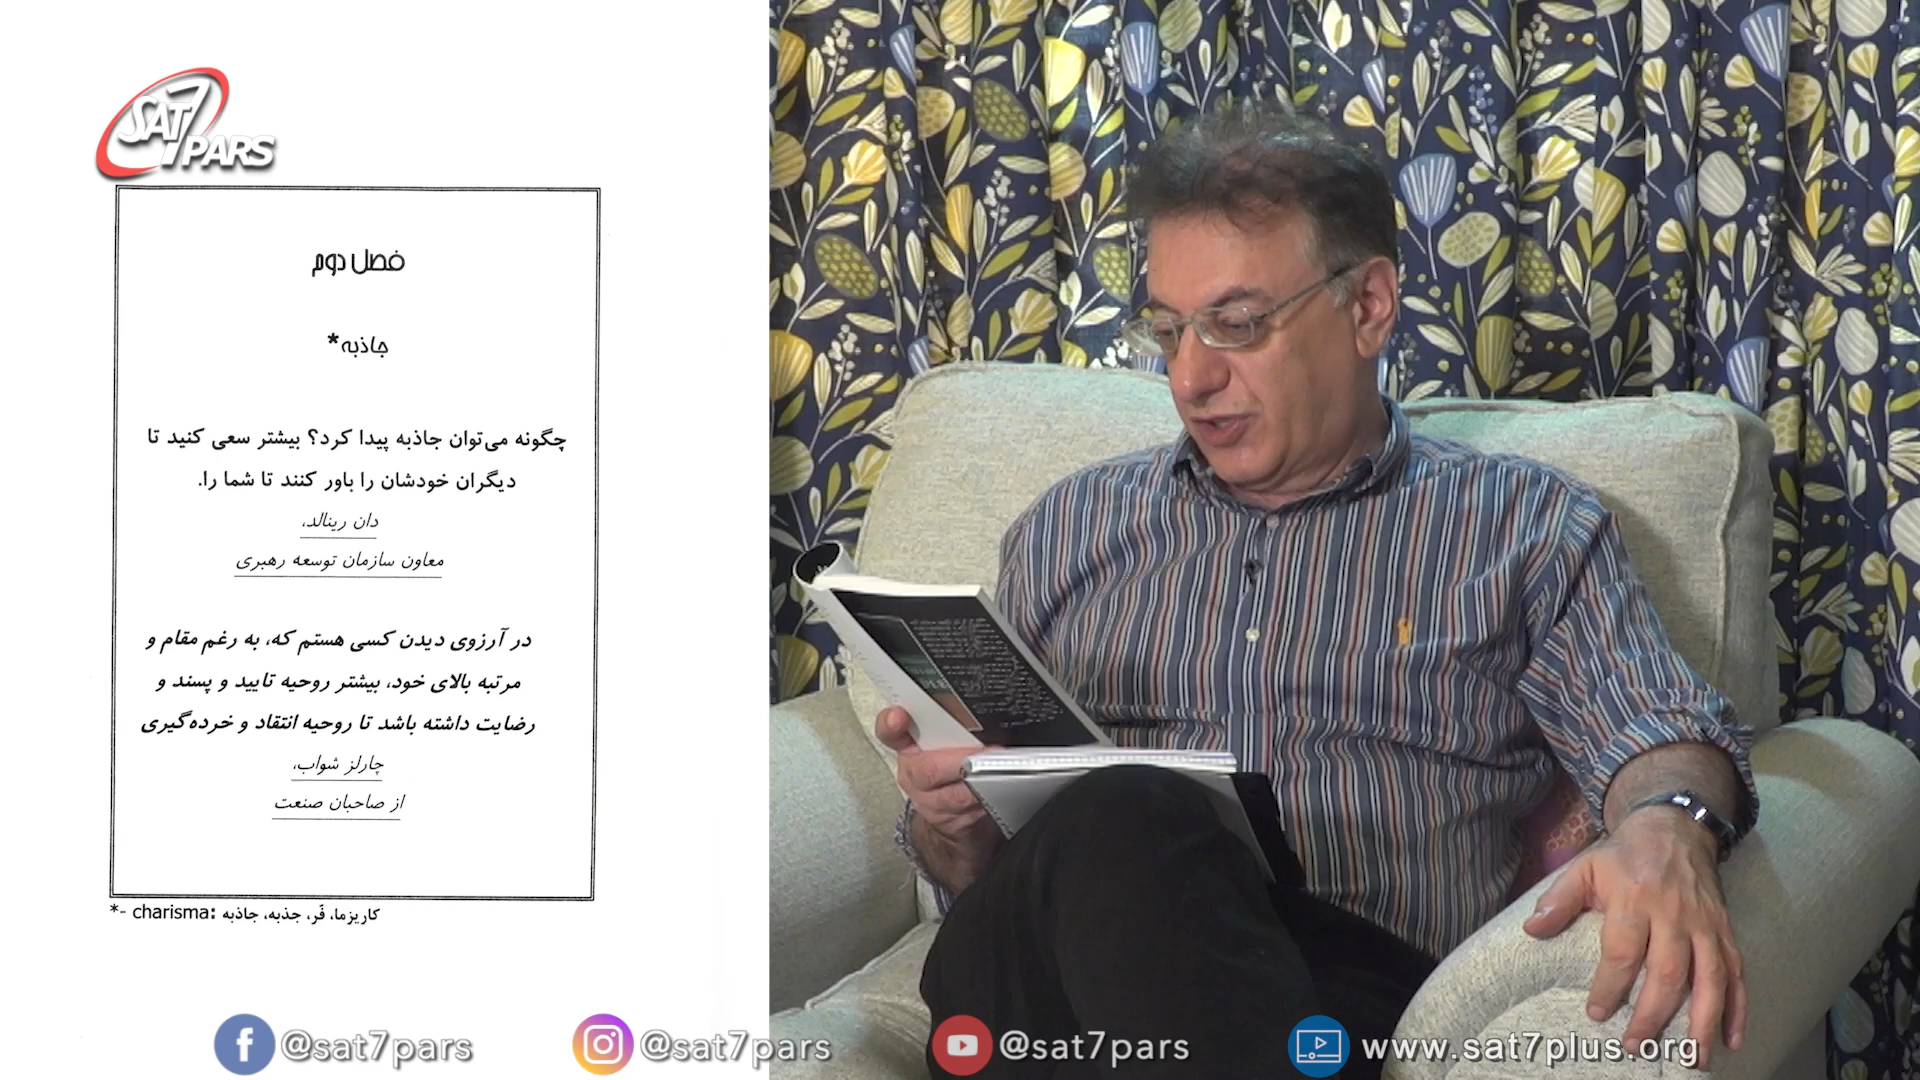 SAT
7
PARS
فصل دوم
جاذبه*
چگونه می‌توان جاذبه پیدا کرد؟ بیشتر سعی کنید تا
دیگران خودشان را باور کنند تا شما را.
دان رینالد،
معاون سازمان توسعه رهبری
در آرزوی دیدن کسی هستم که، به رغم مقام و
مرتبه بالای خود، بیشتر روحیه تایید و پسند و
رضایت داشته باشد تا روحیه انتقاد و خرده‌گیری
چارلز شواب،
از صاحبان صنعت
*- charisma: کاریزما، فَر، جذبه، جاذبه
@sat7pars
@sat7pars
@sat7pars
www.sat7plus.org